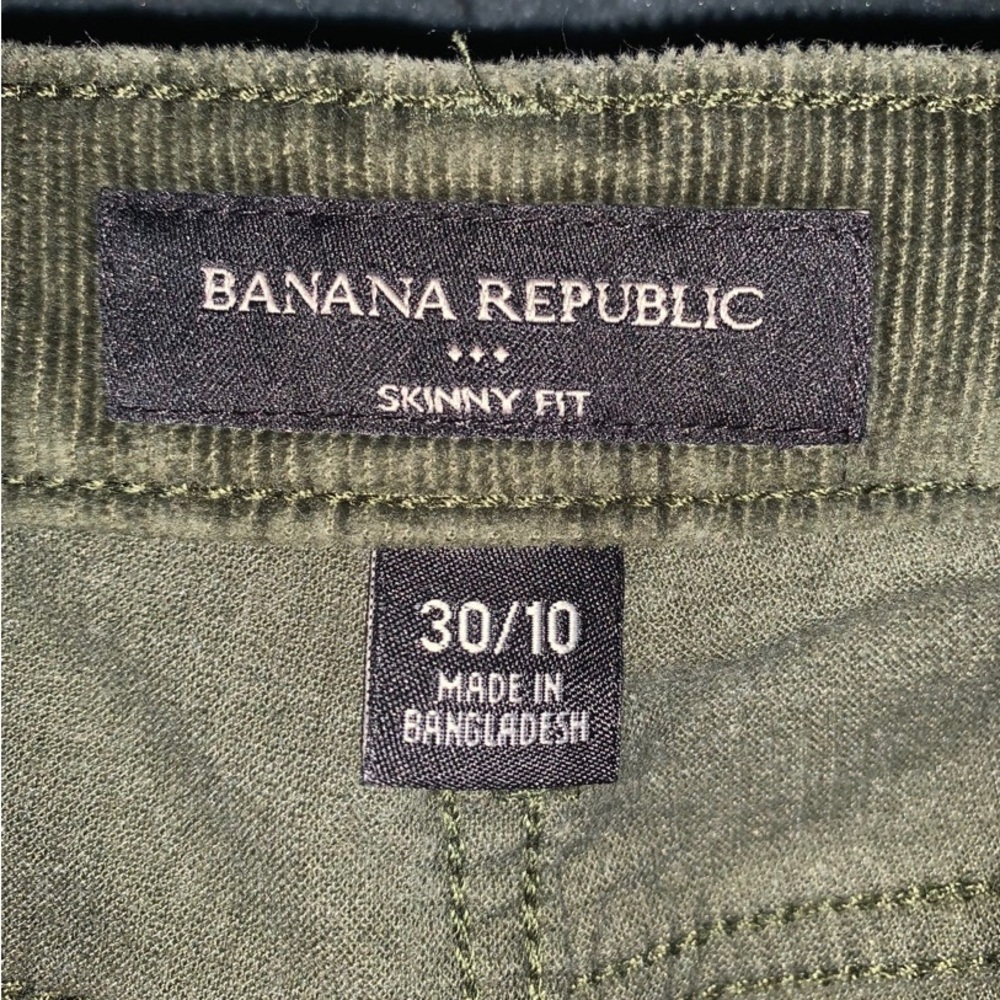 BANANA REPUBLIC
SKINNY FIT
30/10
MADE IN
BANGLADESH